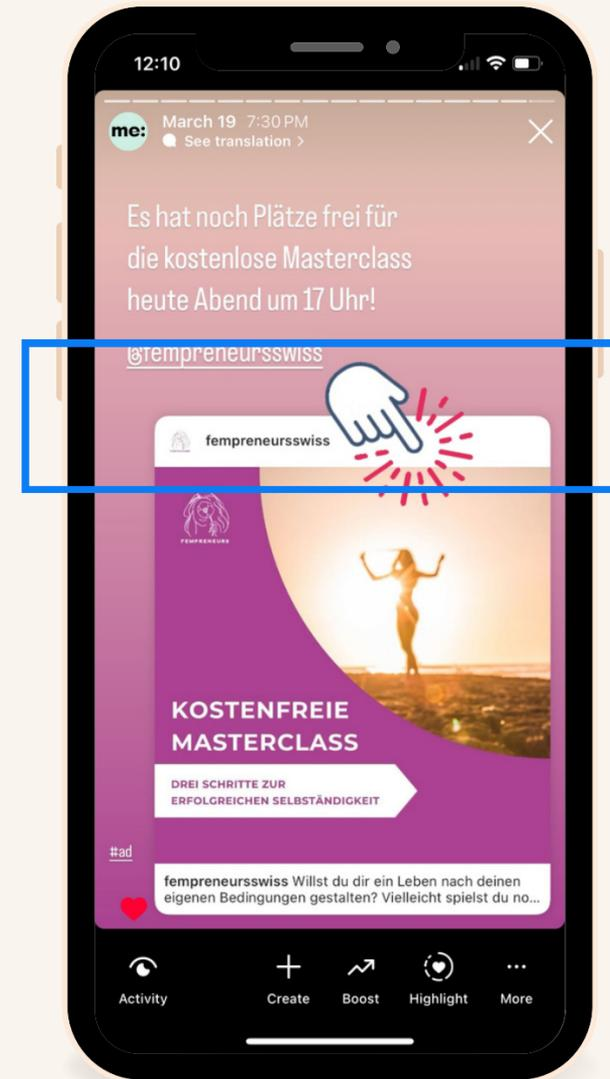 12:10
me:
March 19 7:30 PM
See translation >
Es hat noch Plätze frei für
die kostenlose Masterclass
heute Abend um 17 Uhr!
@fempreneursswiss
fempreneursswiss
FEMPRENEURS
KOSTENFREIE
MASTERCLASS
DREI SCHRITTE ZUR
ERFOLGREICHEN SELBSTÄNDIGKEIT
#ad
fempreneursswiss Willst du dir ein Leben nach deinen
eigenen Bedingungen gestalten? Vielleicht spielst du no...
Activity
Create
Boost
Highlight
More